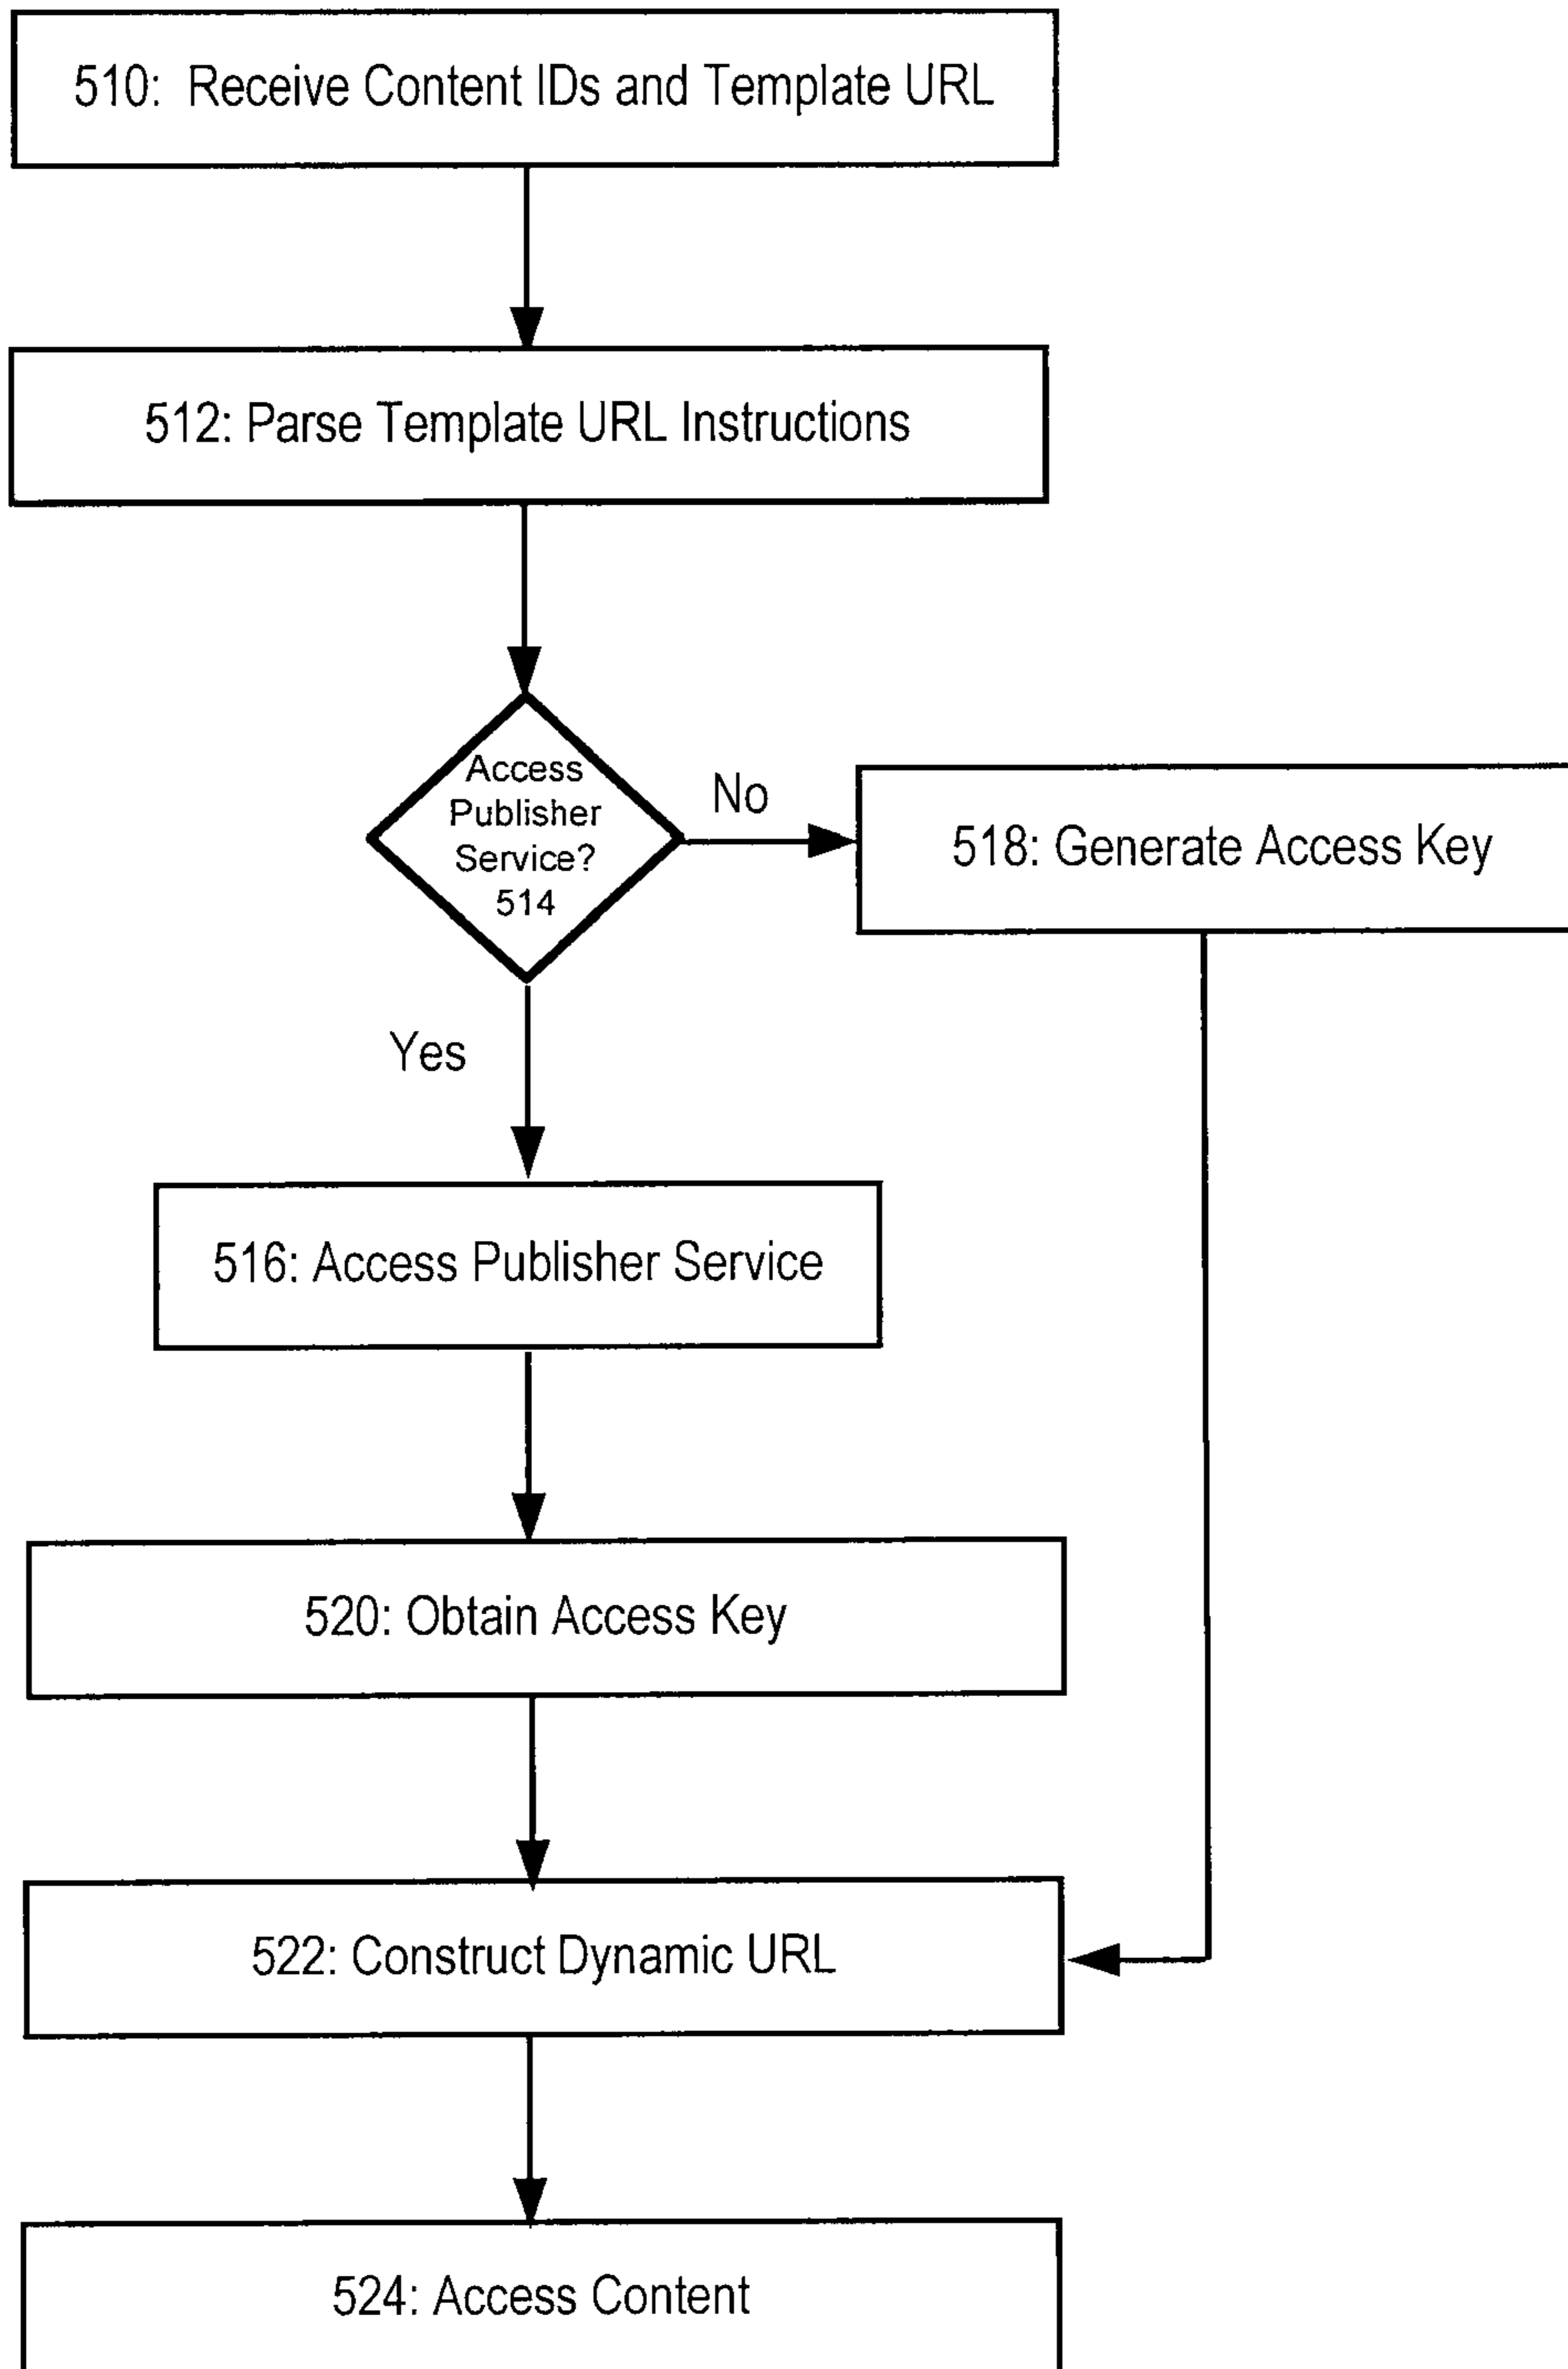 510: Receive Content IDs and Template URL
512: Parse Template URL Instructions
Access
Publisher
Service?
514
No
518: Generate Access Key
Yes
516: Access Publisher Service
520: Obtain Access Key
522: Construct Dynamic URL
524: Access Content